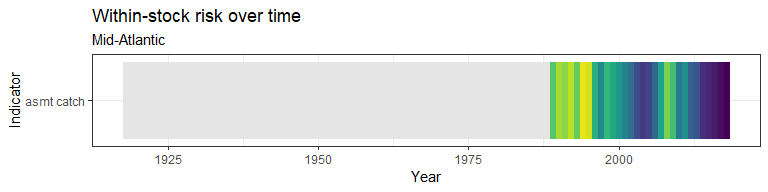 Within-stock risk over time
Mid-Atlantic
Indicator
asmt catch
1925 1950 1975 2000
Year